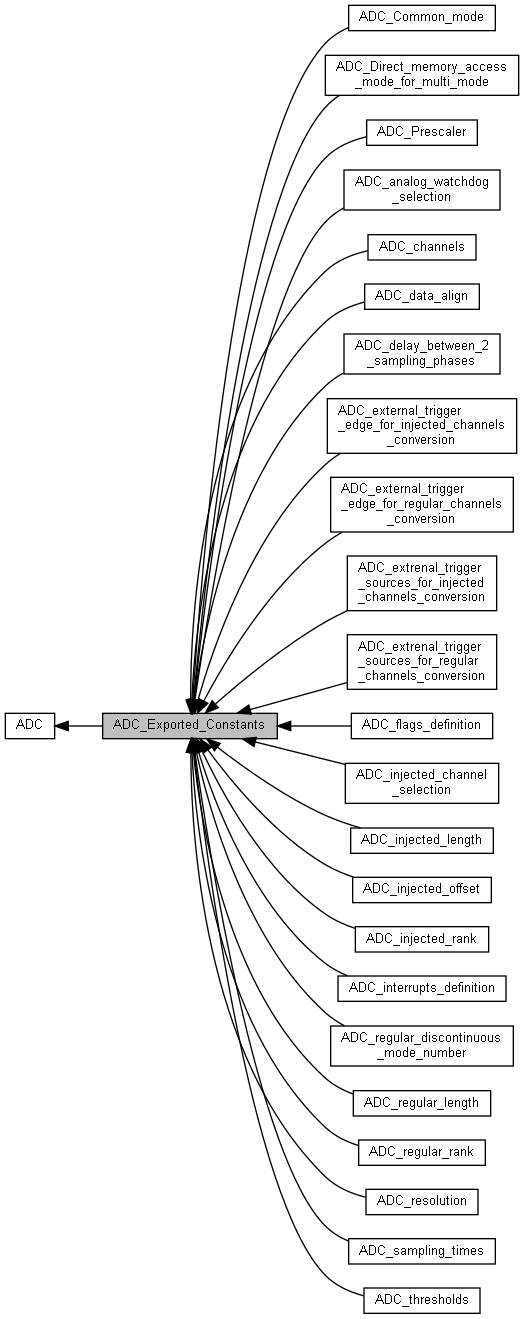 ADC_Common_mode
ADC_Direct_memory_access
_mode_for_multi_mode
ADC_Prescaler
ADC_analog_watchdog
_selection
ADC_channels
ADC_data_align
ADC_delay_between_2
_sampling_phases
ADC_external_trigger
_edge_for_injected_channels
_conversion
ADC_external_trigger
_edge_for_regular_channels
_conversion
ADC_extrenal_trigger
_sources_for_injected
_channels_conversion
ADC_extrenal_trigger
_sources_for_regular
_channels_conversion
ADC
ADC_Exported_Constants
ADC_flags_definition
ADC_injected_channel
_selection
ADC_injected_length
ADC_injected_offset
ADC_injected_rank
ADC_interrupts_definition
ADC_regular_discontinuous
_mode_number
ADC_regular_length
ADC_regular_rank
ADC_resolution
ADC_sampling_times
ADC_thresholds